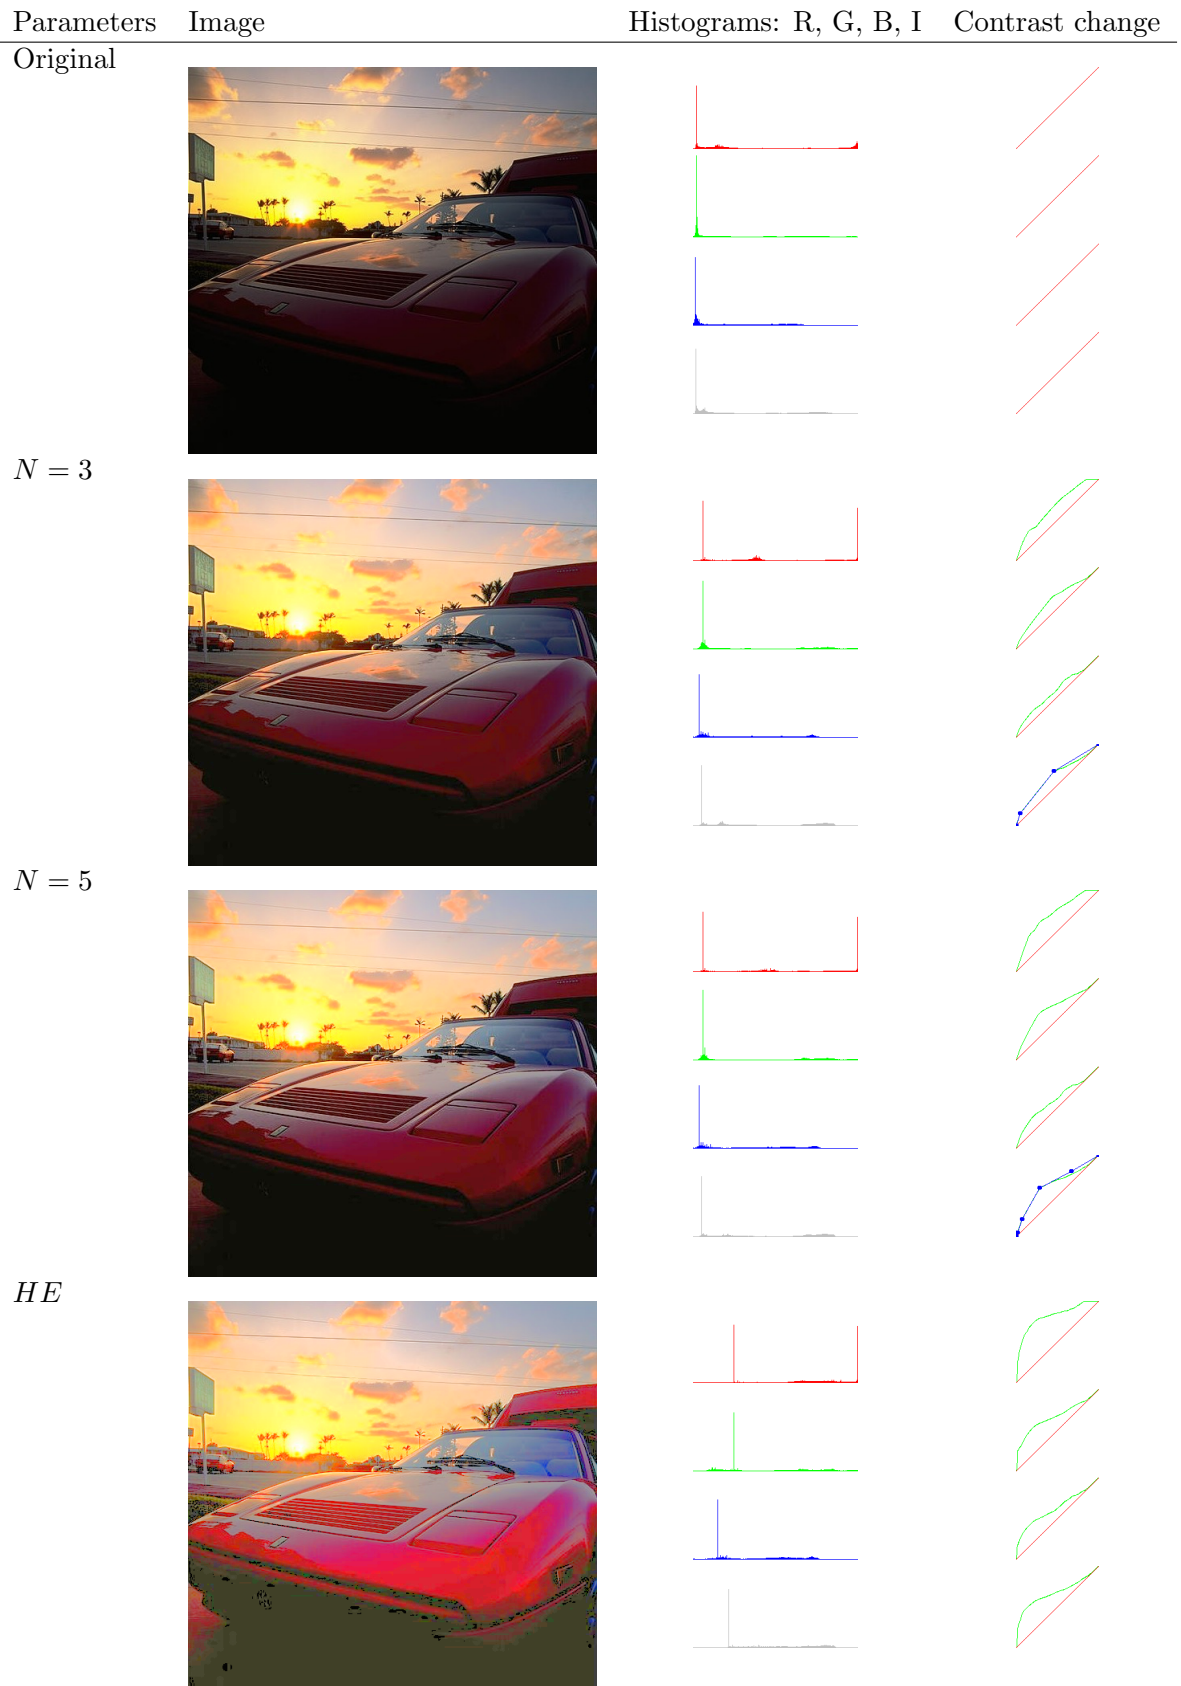 Parameters Image Histograms: R, G, B, I Contrast change
Original
N = 3
N = 5
HE